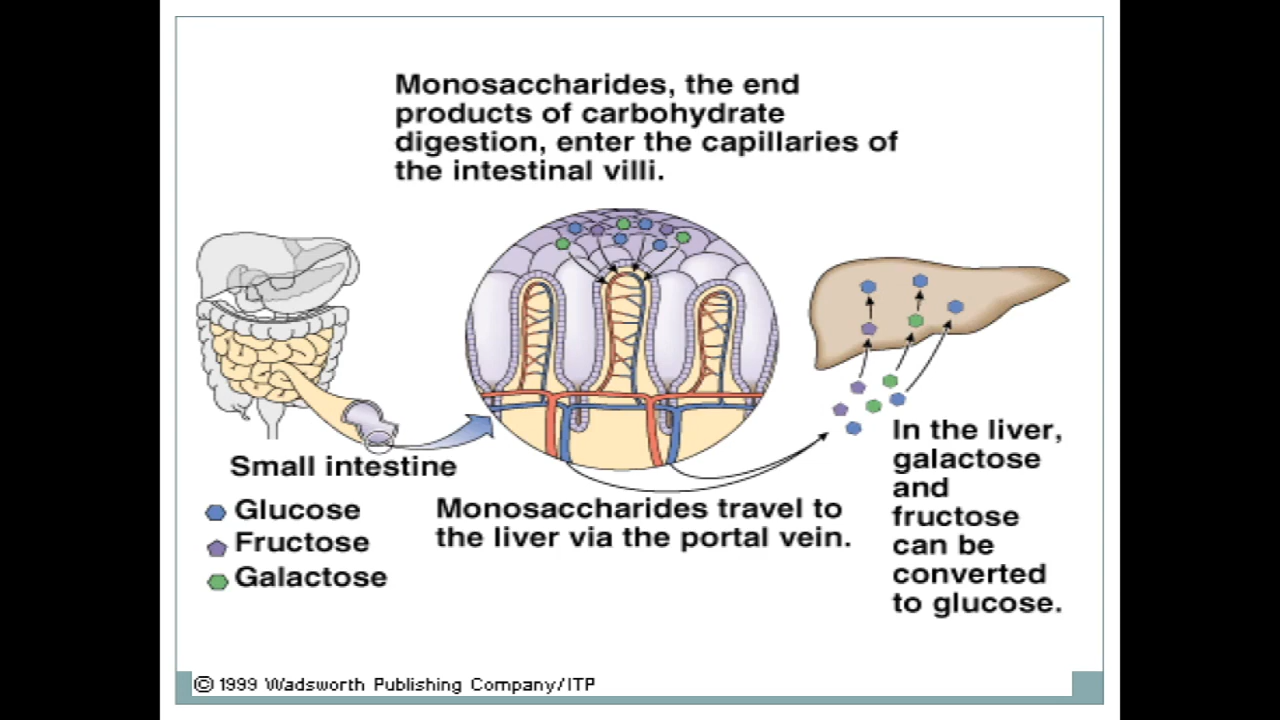 Monosaccharides, the end
products of carbohydrate
digestion, enter the capillaries of
the intestinal villi.
Small intestine
Glucose
Fructose
Galactose
Monosaccharides travel to
the liver via the portal vein.
In the liver,
galactose
and
fructose
can be
converted
to glucose.
© 1999 Wadsworth Publishing Company/ITP